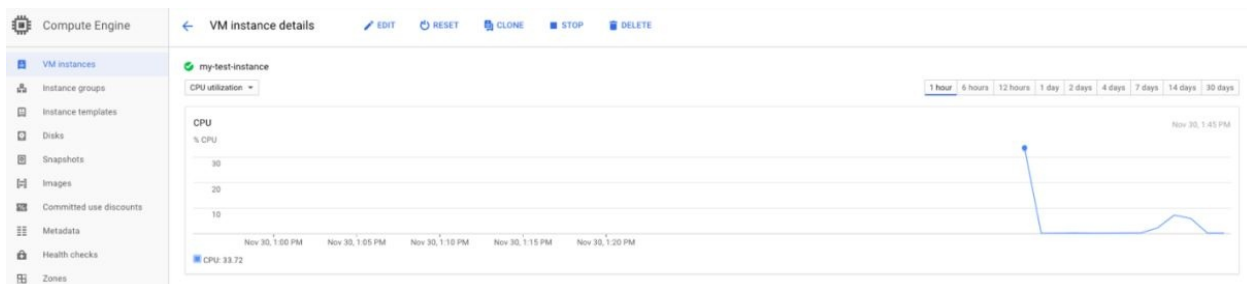 Compute Engine
VM instance details
EDIT
RESET
CLONE
STOP
DELETE
VM instances
Instance groups
Instance templates
Disks
Snapshots
Images
Committed use discounts
Metadata
Health checks
Zones
my-test-instance
CPU utilization
1 hour 6 hours 12 hours 1 day 2 days 4 days 7 days 14 days 30 days
CPU
Nov 30, 1:45 PM
% CPU
30
20
10
Nov 30, 1:00 PM Nov 30, 1:05 PM Nov 30, 1:10 PM Nov 30, 1:15 PM Nov 30, 1:20 PM
CPU: 33.72